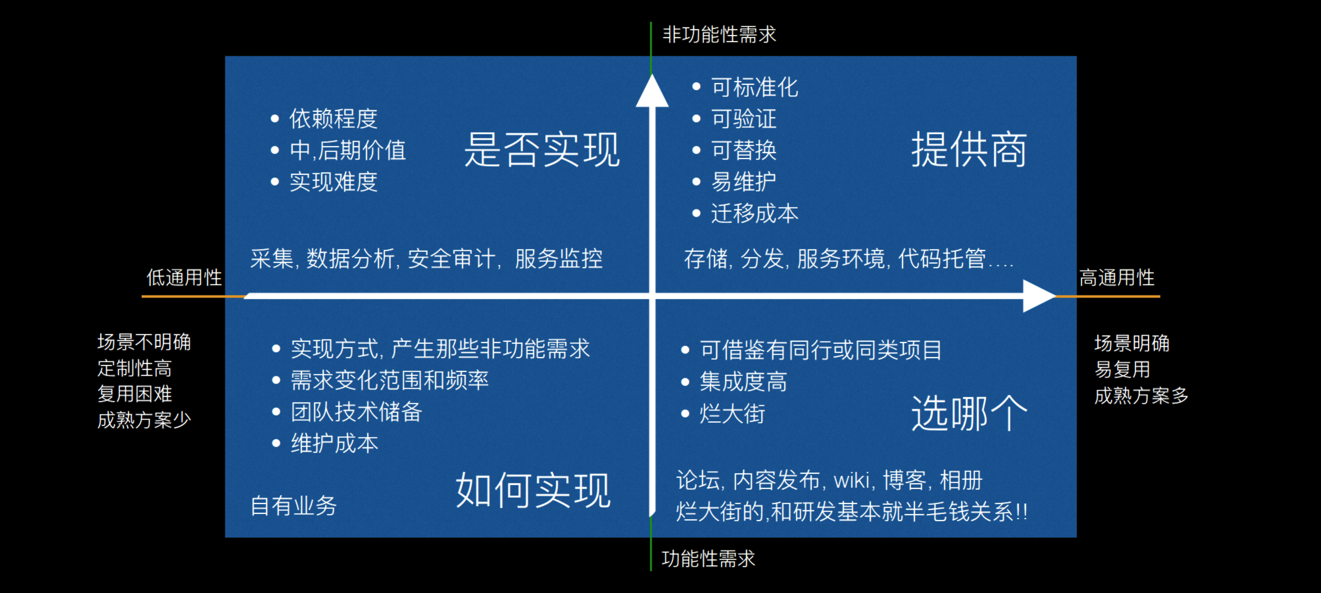 非功能性需求
依赖程度
中,后期价值
实现难度
是否实现
采集, 数据分析, 安全审计, 服务监控
可标准化
可验证
可替换
易维护
迁移成本
提供商
存储, 分发, 服务环境, 代码托管....
低通用性
高通用性
场景不明确
定制性高
复用困难
成熟方案少
实现方式, 产生那些非功能需求
需求变化范围和频率
团队技术储备
维护成本
如何实现
自有业务
可借鉴有同行或同类项目
集成度高
烂大街
选哪个
论坛, 内容发布, wiki, 博客, 相册
烂大街的,和研发基本就半毛钱关系!!
场景明确
易复用
成熟方案多
功能性需求